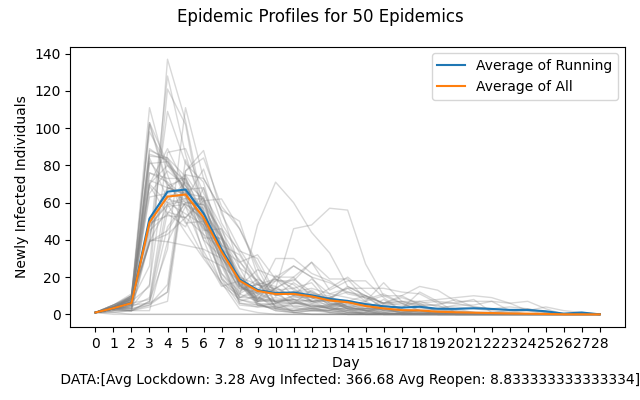 Epidemic Profiles for 50 Epidemics
Average of Running
Average of All
Newly Infected Individuals
140
120
100
80
60
40
20
0
0 1 2 3 4 5 6 7 8 9 10 11 12 13 14 15 16 17 18 19 20 21 22 23 24 25 26 27 28
Day
DATA:[Avg Lockdown: 3.28 Avg Infected: 366.68 Avg Reopen: 8.833333333333334]